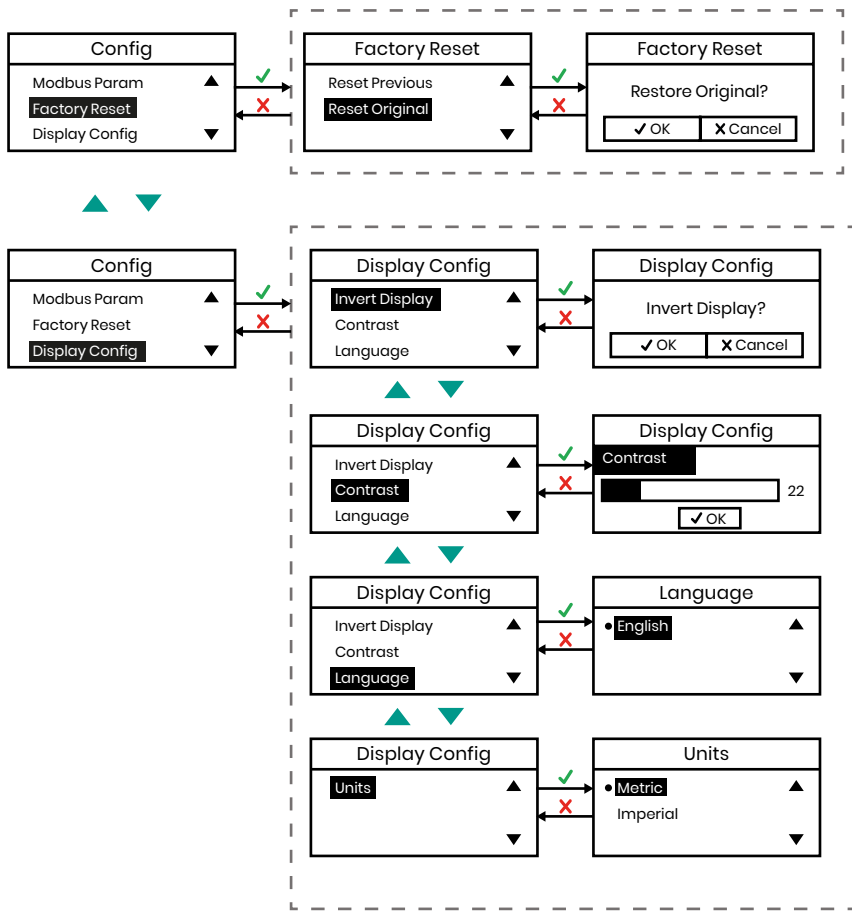 Config
Modbus Param
Factory Reset
Display Config
Factory Reset
Reset Previous
Reset Original
Factory Reset
Restore Original?
✓ OK
✗ Cancel
Config
Modbus Param
Factory Reset
Display Config
Display Config
Invert Display
Contrast
Language
Display Config
Invert Display?
✓ OK
✗ Cancel
Display Config
Invert Display
Contrast
Language
Display Config
Contrast
22
✓ OK
Display Config
Invert Display
Contrast
Language
Language
• English
Display Config
Units
Units
• Metric
Imperial